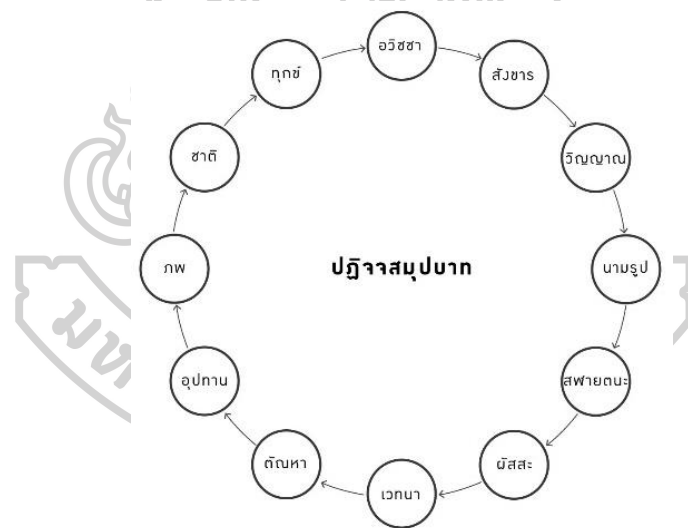 อวิชชา
สังขาร
วิญญาณ
นามรูป
สฬายตนะ
ผัสสะ
เวทนา
ตัณหา
อุปทาน
ภพ
ชาติ
ทุกข์
ปฏิจจสมุปบาท